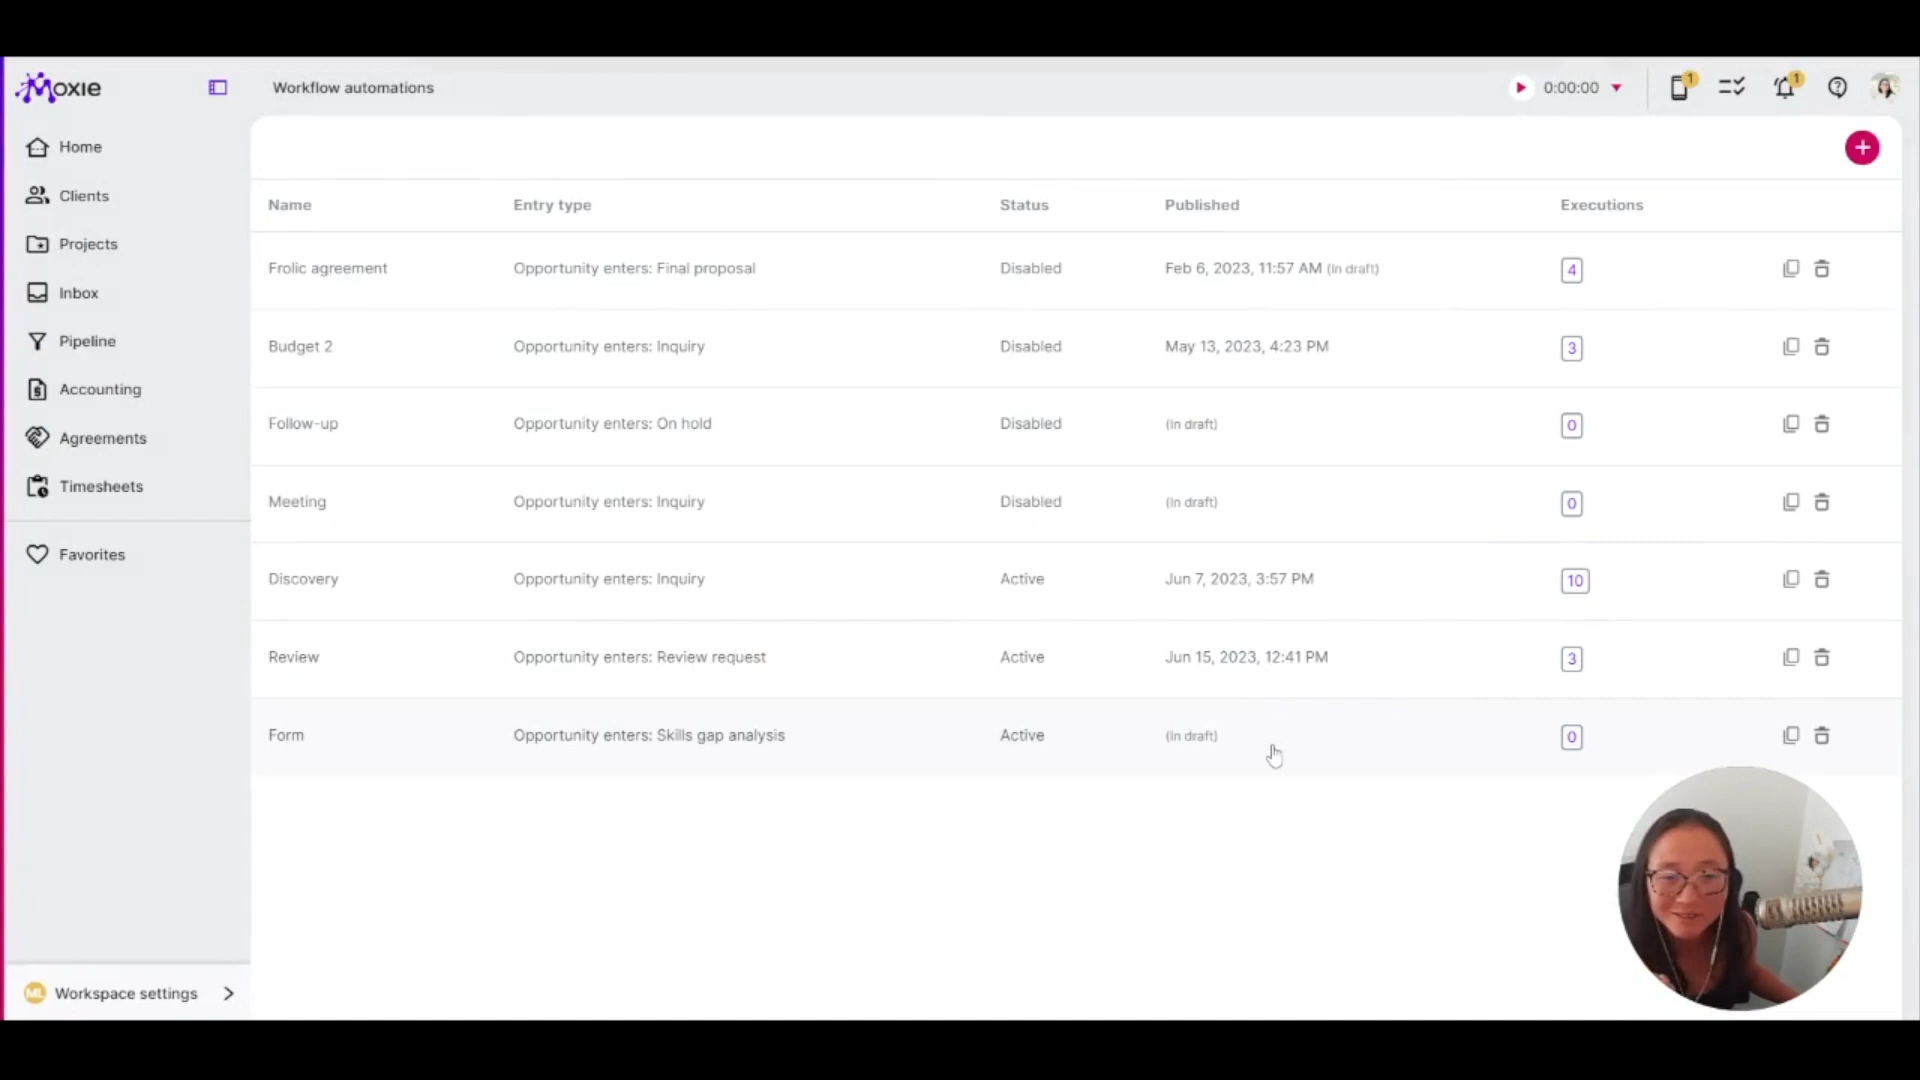 Moxie
Workflow automations
0:00:00
1
1
Home
Clients
Projects
Inbox
Pipeline
Accounting
Agreements
Timesheets
Favorites
ML Workspace settings
Name Entry type Status Published Executions
Frolic agreement Opportunity enters: Final proposal Disabled Feb 6, 2023, 11:57 AM (In draft) 4
Budget 2 Opportunity enters: Inquiry Disabled May 13, 2023, 4:23 PM 3
Follow-up Opportunity enters: On hold Disabled (In draft) 0
Meeting Opportunity enters: Inquiry Disabled (In draft) 0
Discovery Opportunity enters: Inquiry Active Jun 7, 2023, 3:57 PM 10
Review Opportunity enters: Review request Active Jun 15, 2023, 12:41 PM 3
Form Opportunity enters: Skills gap analysis Active (In draft) 0